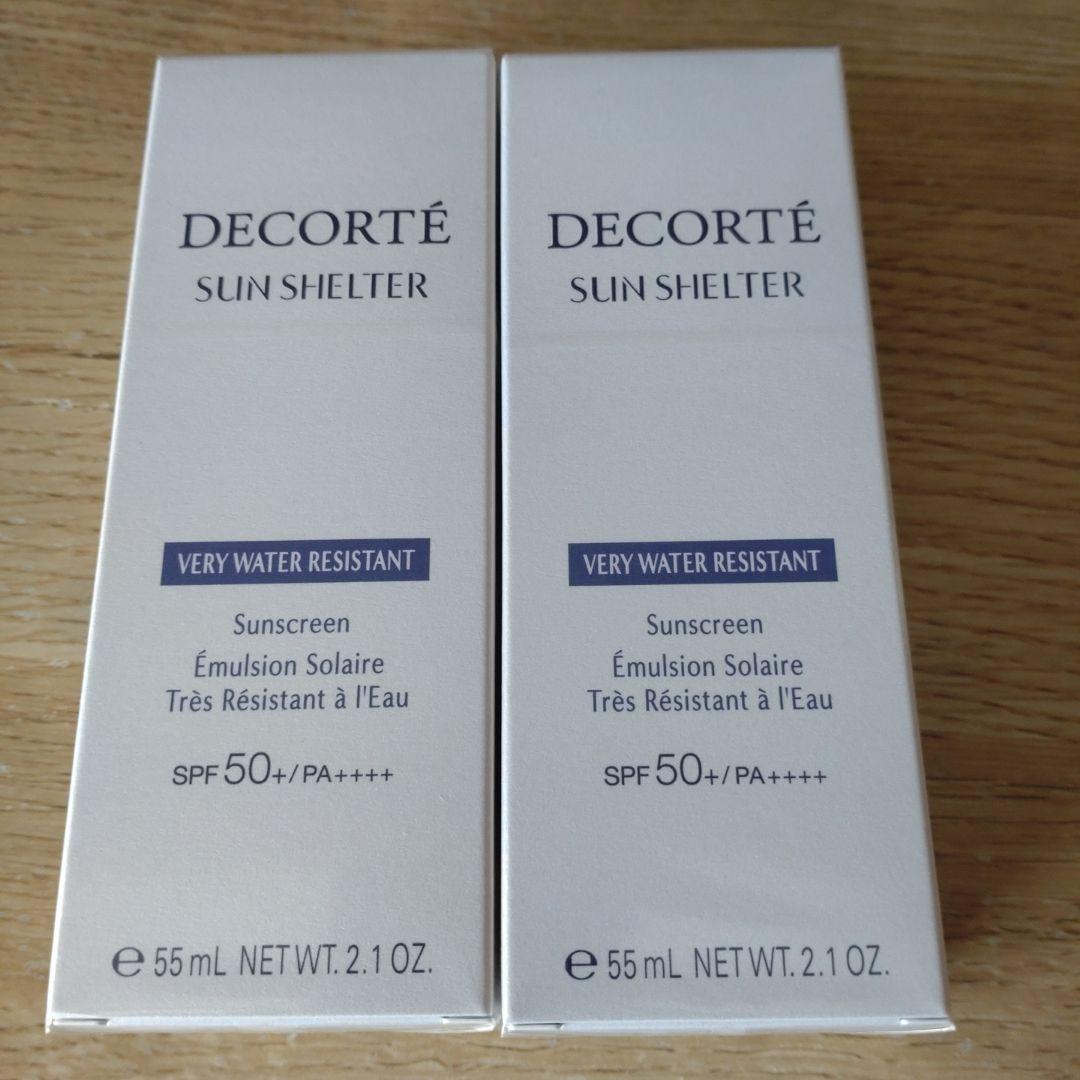 DECORTÉ
SUN SHELTER
VERY WATER RESISTANT
Sunscreen
Émulsion Solaire
Très Résistant à l'Eau
SPF 50+/PA++++
℮ 55 mL NET WT. 2.1 OZ.
DECORTÉ
SUN SHELTER
VERY WATER RESISTANT
Sunscreen
Émulsion Solaire
Très Résistant à l'Eau
SPF 50+/PA++++
℮ 55 mL NET WT. 2.1 OZ.